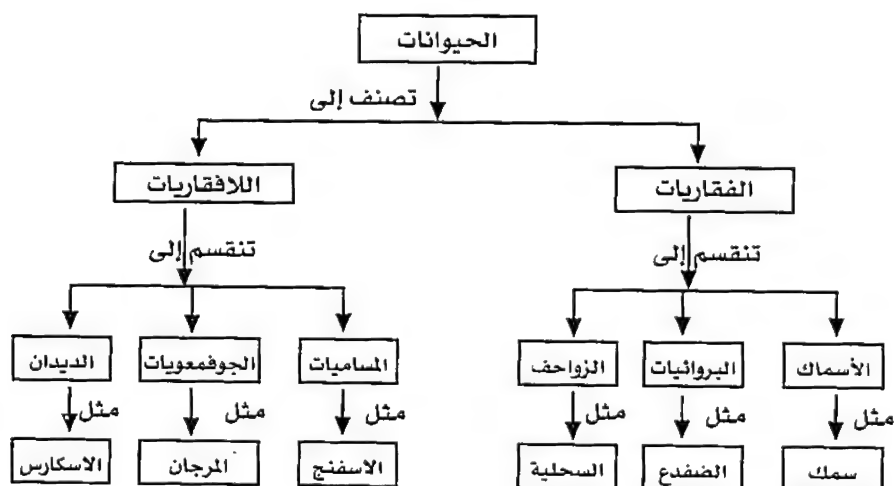 الحيوانات
تصنف إلى
الفقاريات
اللافقاريات
تنقسم إلى
تنقسم إلى
الأسماك
البروائيات
الزواحف
المساميات
الجوفمعويات
الديدان
مثل
مثل
مثل
مثل
مثل
مثل
سمك
الضفدع
السحلية
الاسفنج
المرجان
الاسكارس